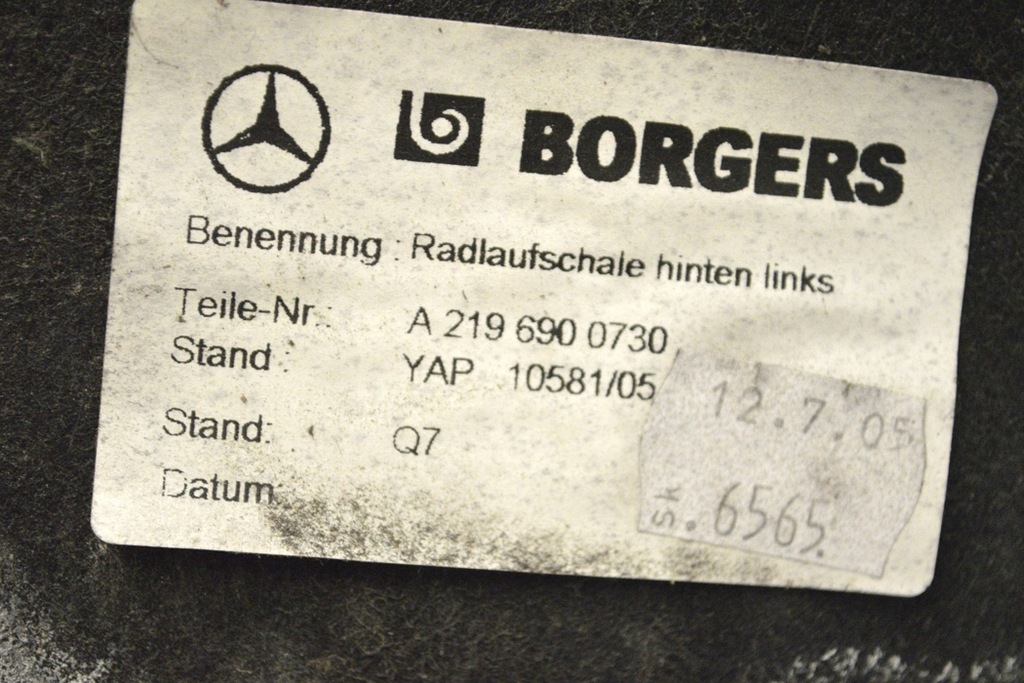 BORGERS
Benennung : Radlaufschale hinten links
Teile-Nr.: A 219 690 0730
Stand : YAP 10581/05
Stand: Q7
Datum:
12.7.05
St. 6565.